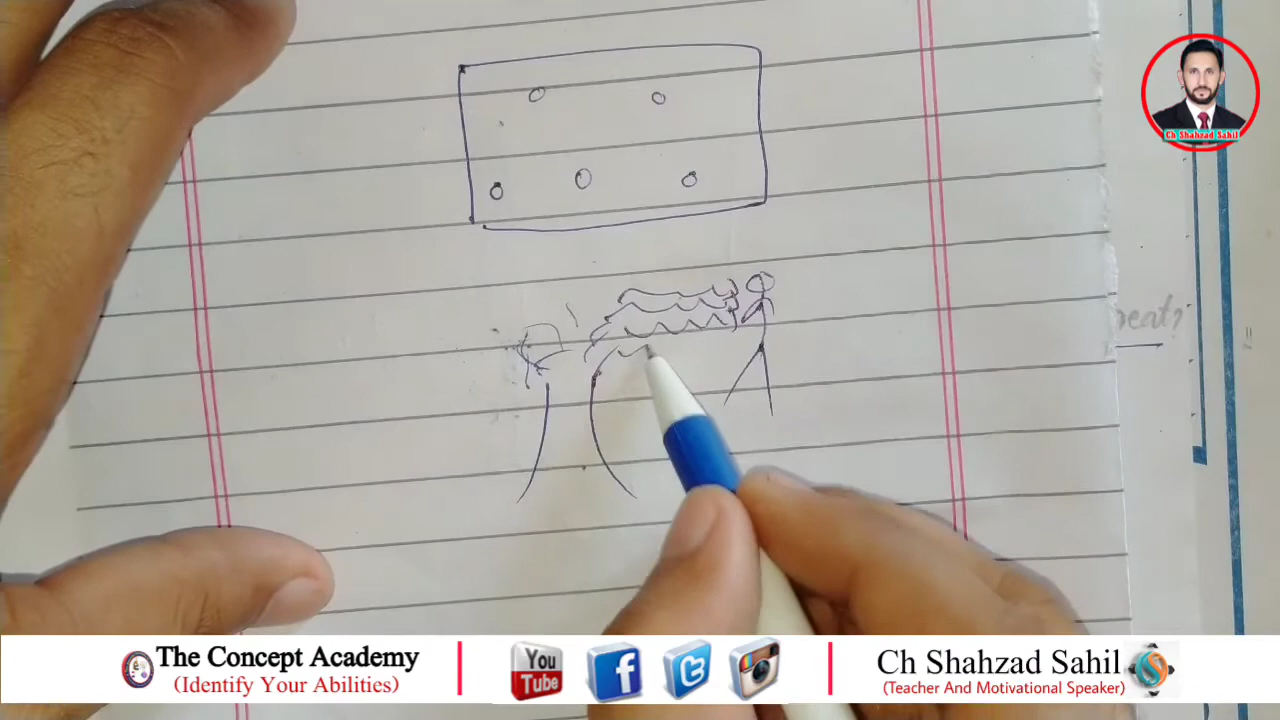 Ch Shahzad Sahil
The Concept Academy
(Identify Your Abilities)
You
Tube
Ch Shahzad Sahil
(Teacher And Motivational Speaker)